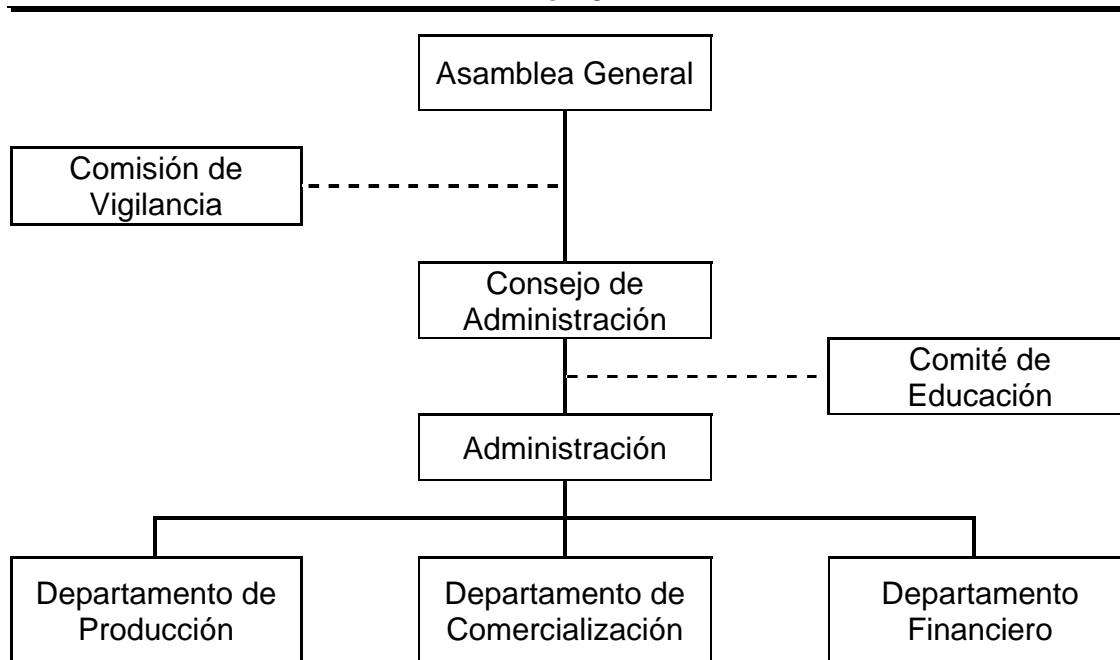 Asamblea General
Comisión de
Vigilancia
Consejo de
Administración
Comité de
Educación
Administración
Departamento de
Producción
Departamento de
Comercialización
Departamento
Financiero